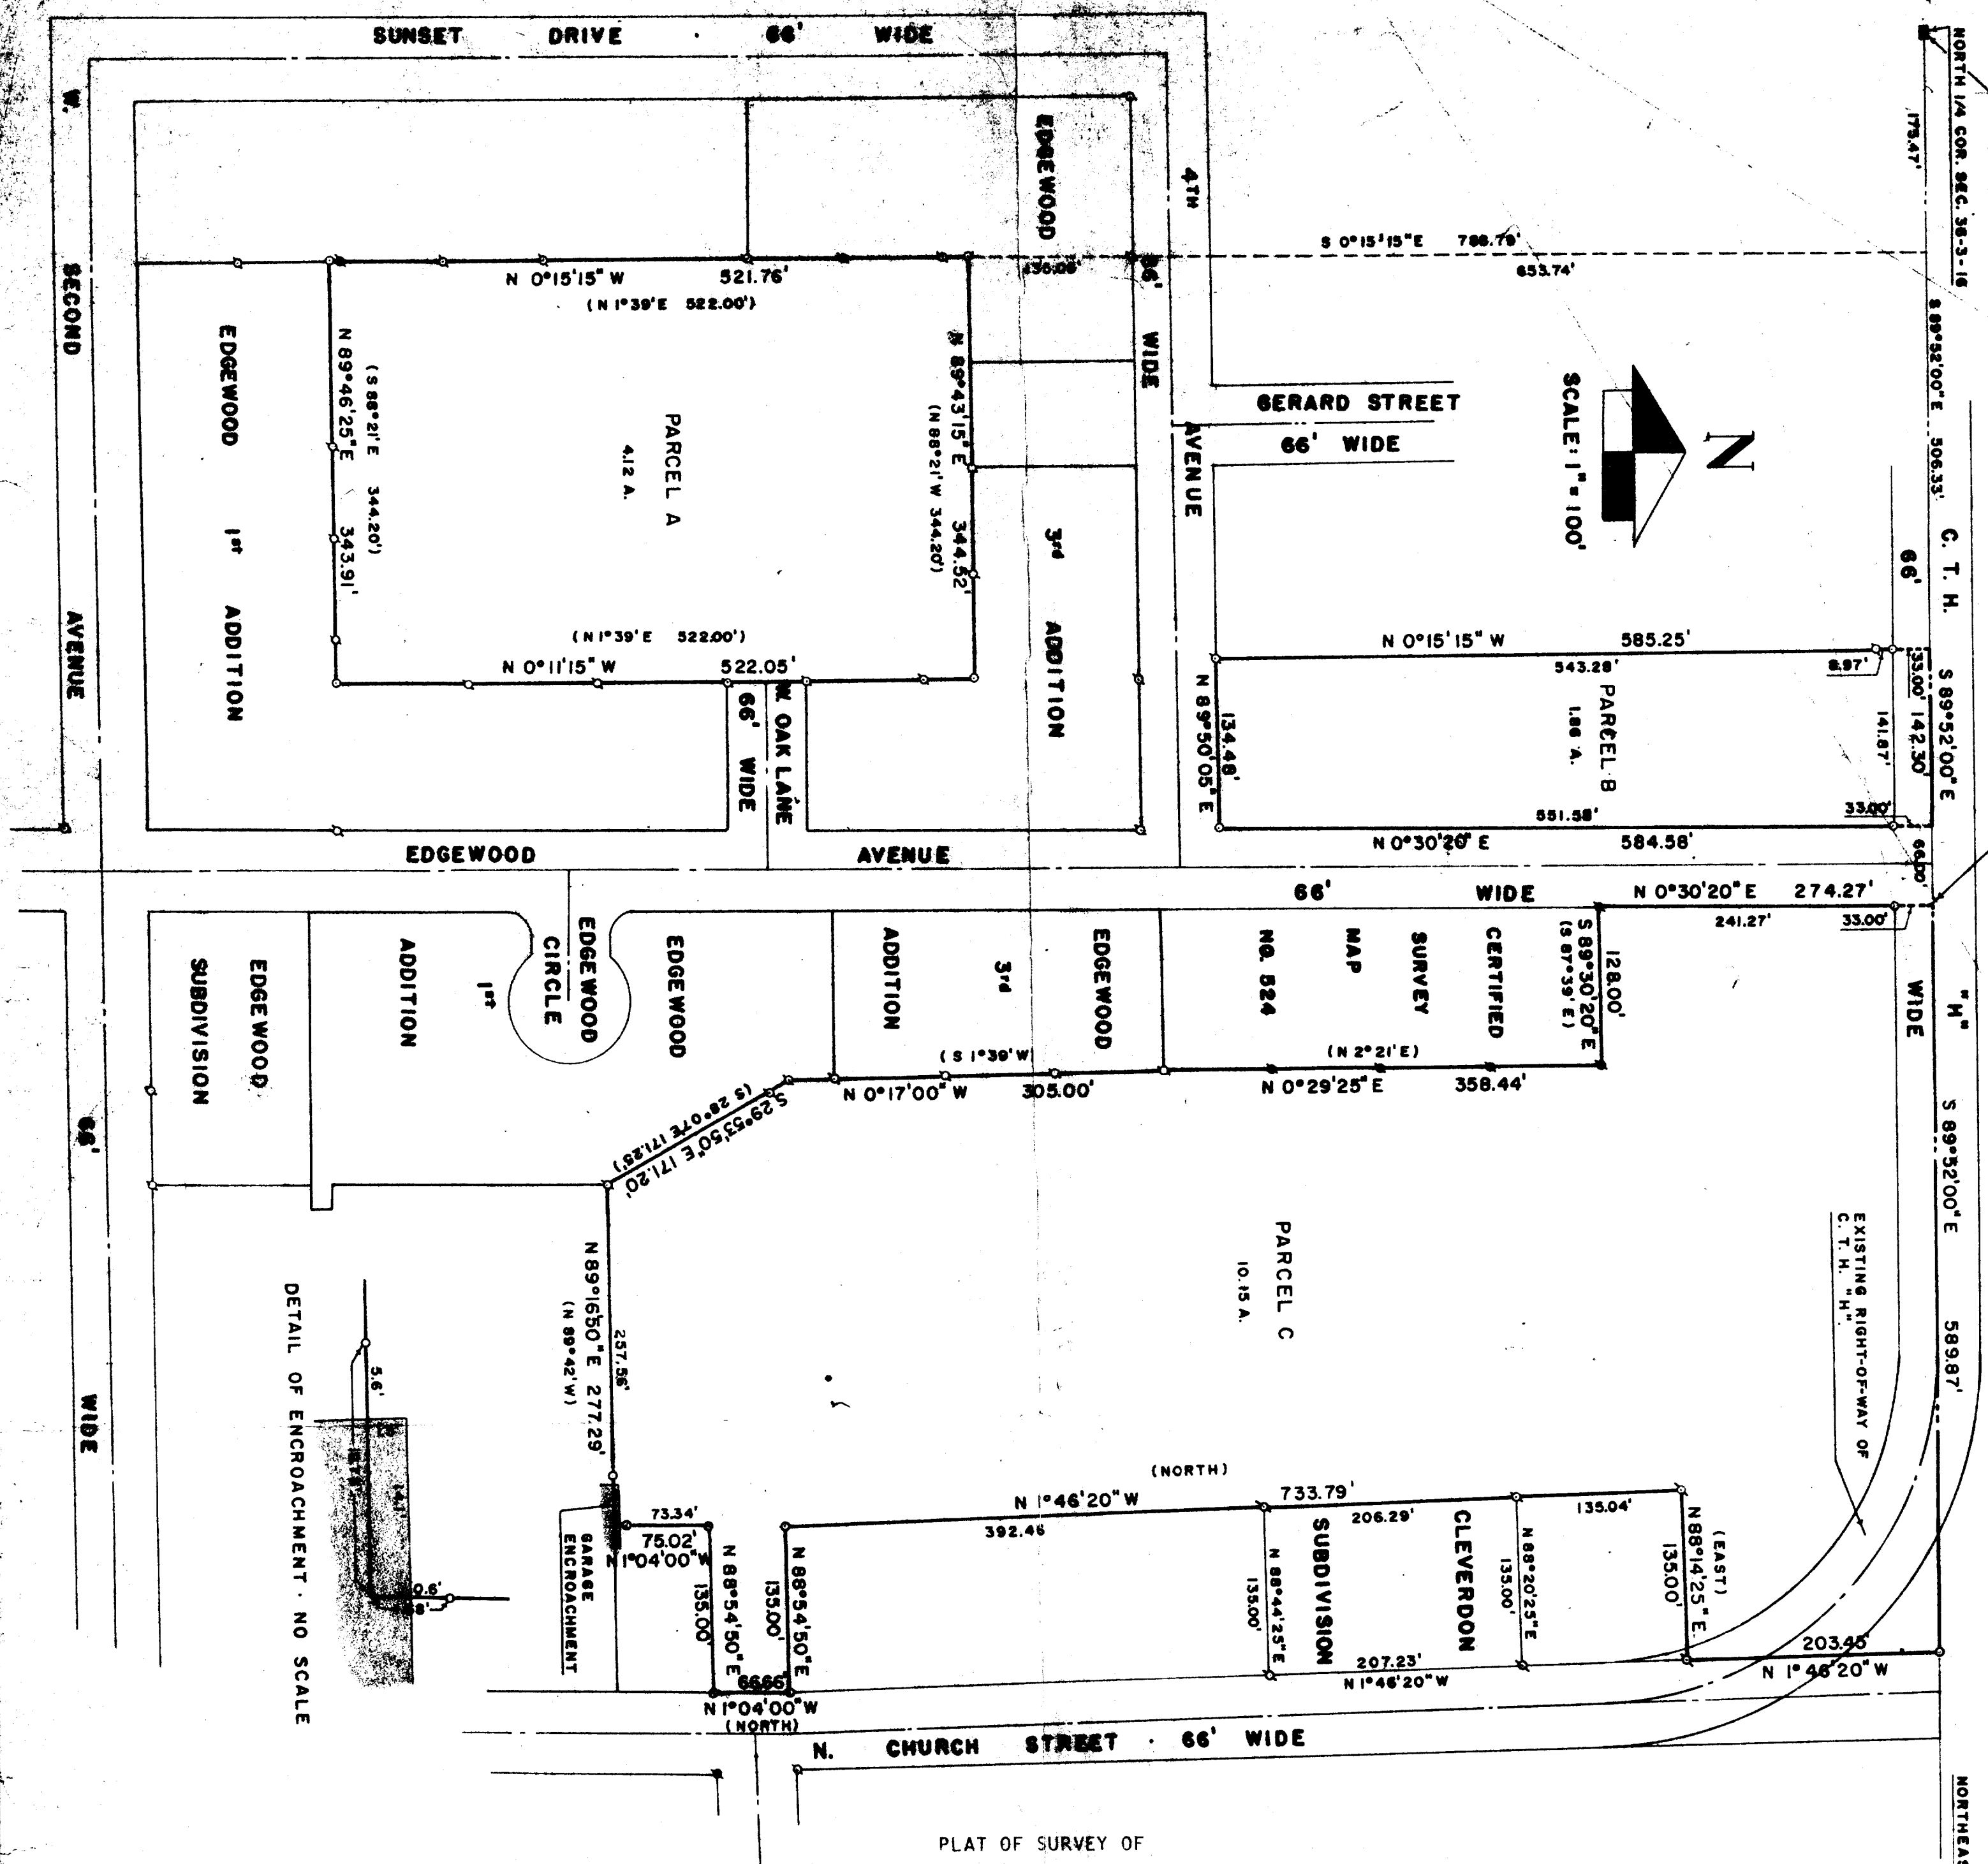 SUNSET DRIVE · 66' WIDE
W. SECOND AVENUE 66' WIDE
EDGEWOOD 3rd ADDITION
4TH AVENUE
66' WIDE
NORTH 1/4 COR. SEC. 36-3-16
175.47'
S 89°52'00"E 506.33'
S 0°15'15"E 786.79'
653.74'
N 0°15'15" W 521.76'
(N 1°39'E 522.00')
N 89°46'25"E 343.91'
(S 88°21'E 344.20')
PARCEL A
4.12 A.
N 89°43'15"E 344.52'
(N 88°21'W 344.20')
(N 1°39'E 522.00')
N 0°11'15" W 522.05'
EDGEWOOD 1st ADDITION
W. OAK LANE
66' WIDE
GERARD STREET
66' WIDE
N
SCALE: 1" = 100'
C. T. H. "H"
66' WIDE
N 0°15'15" W 585.25'
543.28'
8.97'
33.00'
S 89°52'00"E
142.30'
141.87'
PARCEL B
1.86 A.
134.48'
N 89°50'05"E
551.58'
33.00'
N 0°30'20" E 584.58'
66.00'
EDGEWOOD AVENUE
66' WIDE
N 0°30'20"E 274.27'
241.27'
33.00'
128.00'
S 89°30'20"E
(S 87°39'E)
CERTIFIED
SURVEY
MAP
NO. 524
EDGEWOOD
3rd
ADDITION
EDGEWOOD
EDGEWOOD
CIRCLE
1st
ADDITION
EDGEWOOD
SUBDIVISION
(S 1°39'W)
N 0°17'00" W 305.00'
(N 2°21'E)
N 0°29'25"E 358.44'
S 29°53'50"E 171.20'
(S 28°07'E 171.25')
S 89°52'00"E 589.87'
EXISTING RIGHT-OF-WAY OF
C. T. H. "H"
PARCEL C
10.15 A.
257.56'
N 89°16'50"E 277.29'
(N 89°42'W)
DETAIL OF ENCROACHMENT · NO SCALE
5.6'
14.1'
0.6'
GARAGE
ENCROACHMENT
73.34'
75.02'
N 1°04'00"W
N 88°54'50"E
135.00'
N 88°54'50"E
135.00'
N 1°04'00"W
(NORTH)
(NORTH)
N 1°46'20"W 733.79'
392.46
206.29'
135.04'
N 88°44'25"E
135.00'
CLEVERDON
SUBDIVISION
N 88°20'25"E
135.00'
(EAST)
N 88°14'25"E
135.00'
207.23'
N 1°46'20"W
203.45'
N 1°46'20"W
N. CHURCH STREET · 66' WIDE
PLAT OF SURVEY OF